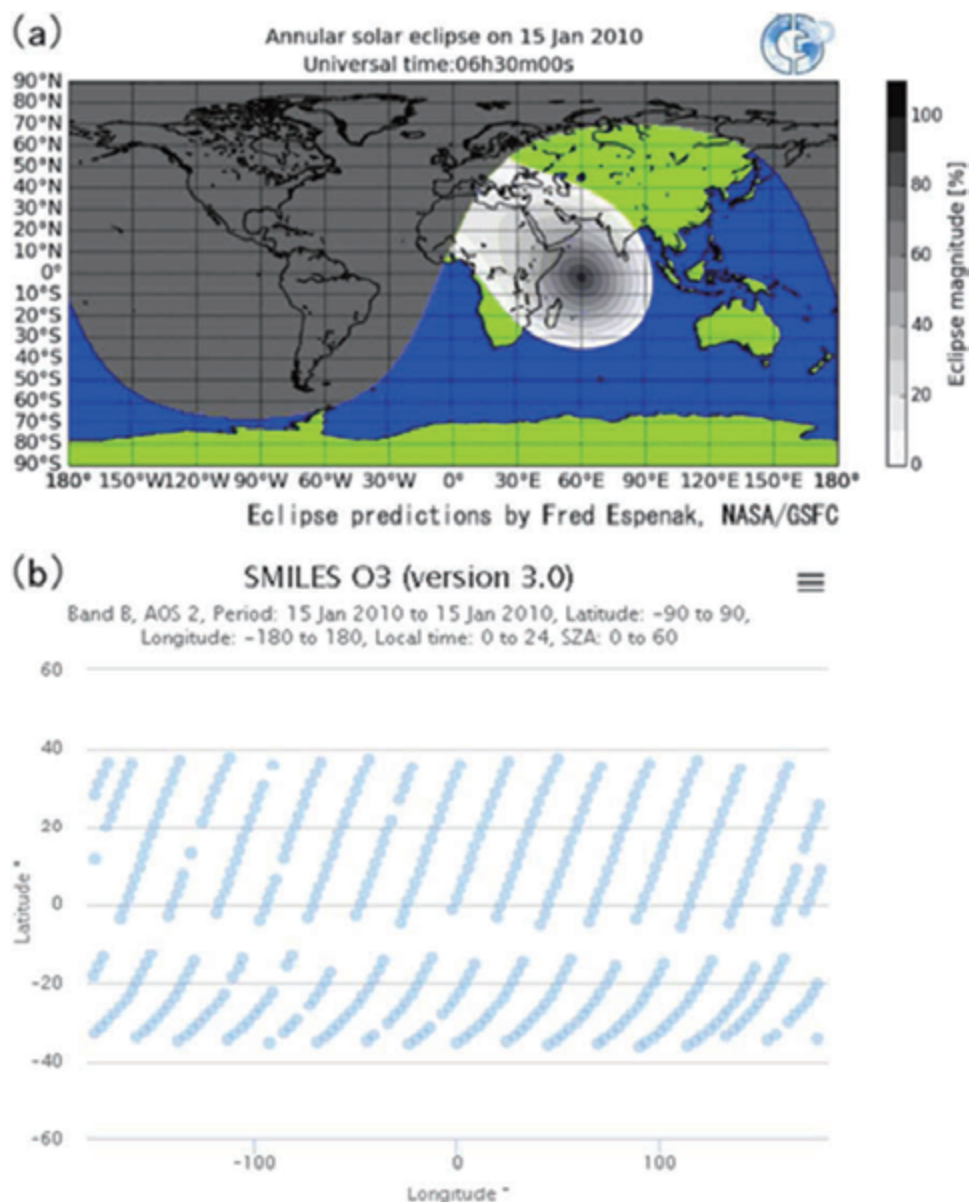 (a)
Annular solar eclipse on 15 Jan 2010
Universal time:06h30m00s
90°N
80°N
70°N
60°N
50°N
40°N
30°N
20°N
10°N
0°
10°S
20°S
30°S
40°S
50°S
60°S
70°S
80°S
90°S
180° 150°W120°W 90°W 60°W 30°W 0° 30°E 60°E 90°E 120°E 150°E 180°
100
80
60
40
20
0
Eclipse magnitude [%]
Eclipse predictions by Fred Espenak, NASA/GSFC
(b)
SMILES O3 (version 3.0)
Band B, AOS 2, Period: 15 Jan 2010 to 15 Jan 2010, Latitude: -90 to 90,
Longitude: -180 to 180, Local time: 0 to 24, SZA: 0 to 60
60
40
20
0
-20
-40
-60
Latitude °
-100 0 100
Longitude °